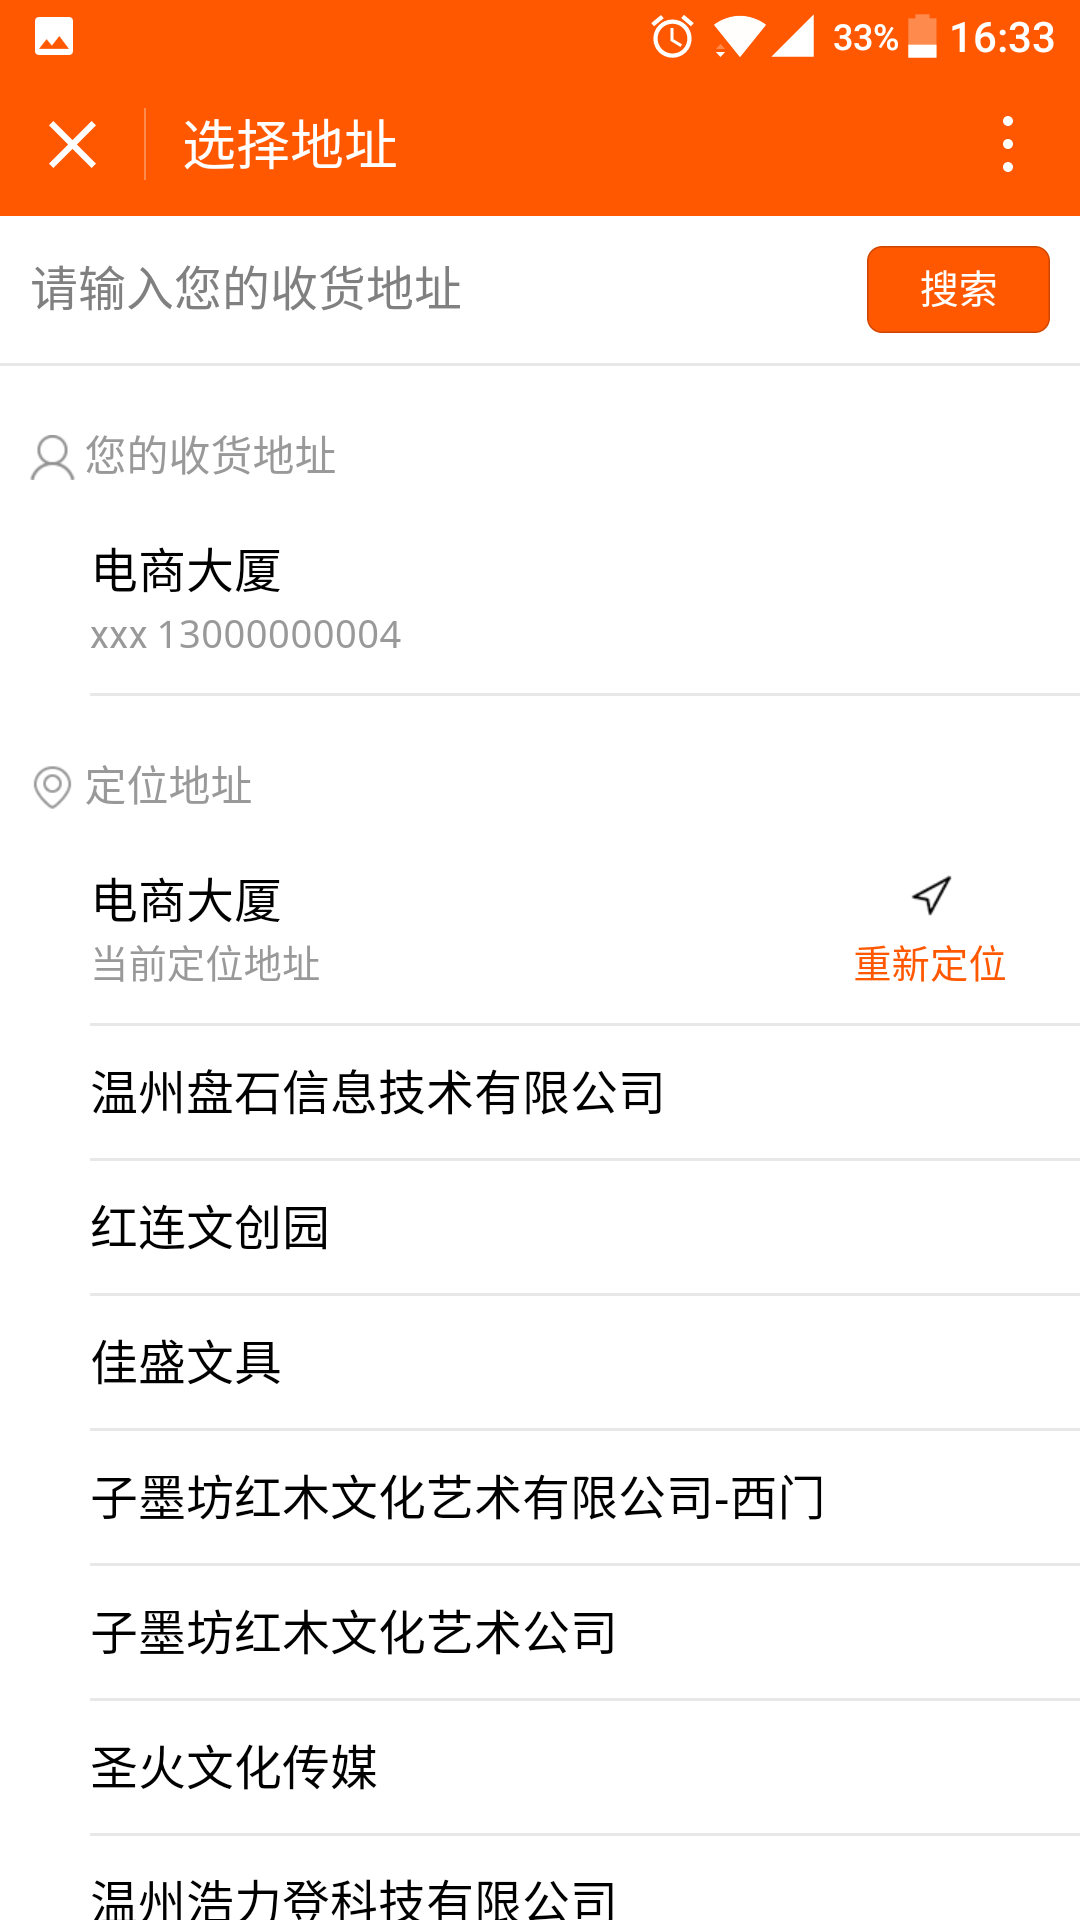 33% 16:33
选择地址
请输入您的收货地址 搜索
您的收货地址
电商大厦
xxx 13000000004
定位地址
电商大厦
当前定位地址 重新定位
温州盘石信息技术有限公司
红连文创园
佳盛文具
子墨坊红木文化艺术有限公司-西门
子墨坊红木文化艺术公司
圣火文化传媒
温州浩力登科技有限公司